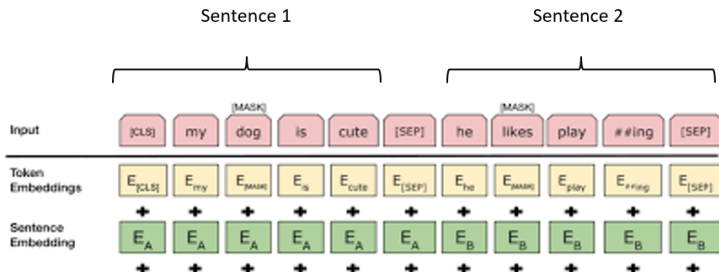 Sentence 1 Sentence 2
[MASK] [MASK]
Input [CLS] my dog is cute [SEP] he likes play ##ing [SEP]
Token
Embeddings E[CLS] Emy E[MASK] Eis Ecute E[SEP] Ehe E[MASK] Eplay E##ing E[SEP]
+ + + + + + + + + + +
Sentence
Embedding EA EA EA EA EA EA EB EB EB EB EB
+ + + + + + + + + + +